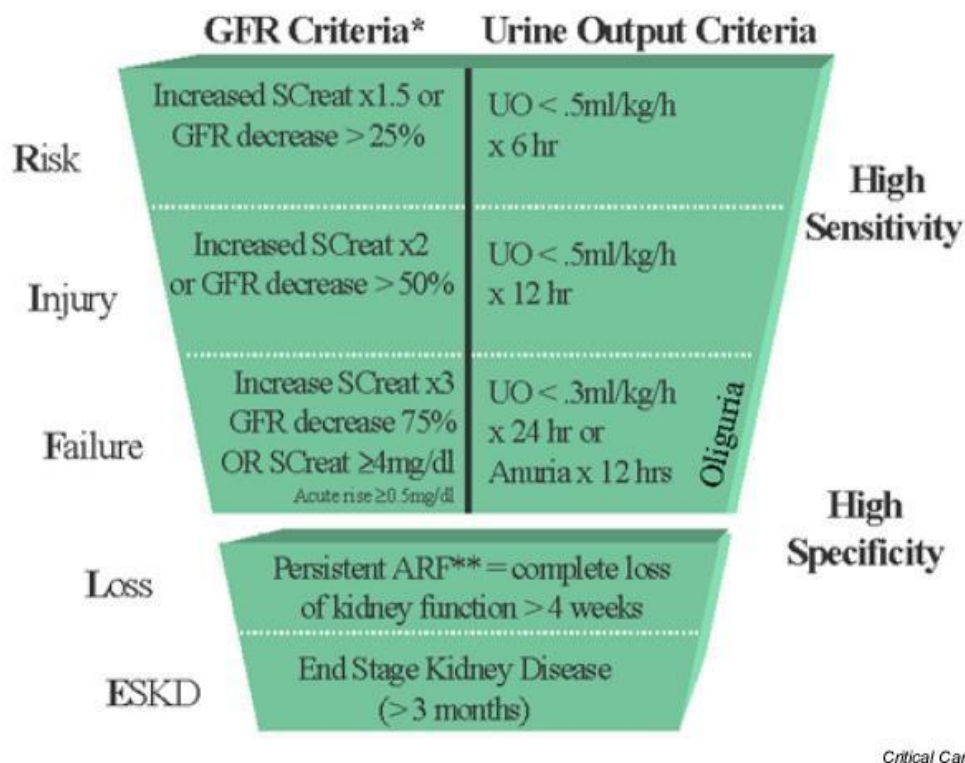 GFR Criteria*
Urine Output Criteria
Risk
Increased SCreat x1.5 or
GFR decrease > 25%
UO < .5ml/kg/h
x 6 hr
High
Sensitivity
Injury
Increased SCreat x2
or GFR decrease > 50%
UO < .5ml/kg/h
x 12 hr
Failure
Increase SCreat x3
GFR decrease 75%
OR SCreat ≥4mg/dl
Acute rise ≥0.5mg/dl
UO < .3ml/kg/h
x 24 hr or
Anuria x 12 hrs
Oliguria
High
Specificity
Loss
Persistent ARF** = complete loss
of kidney function > 4 weeks
ESKD
End Stage Kidney Disease
(> 3 months)
Critical Car